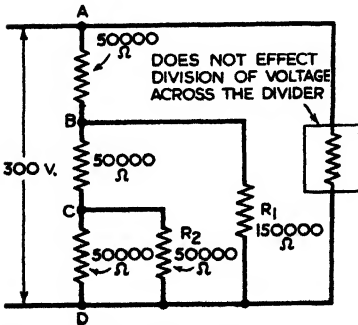 A
50000
Ω
DOES NOT EFFECT
DIVISION OF VOLTAGE
ACROSS THE DIVIDER
B
300 V.
50000
Ω
R1
150000
Ω
C
50000
Ω
R2
50000
Ω
D